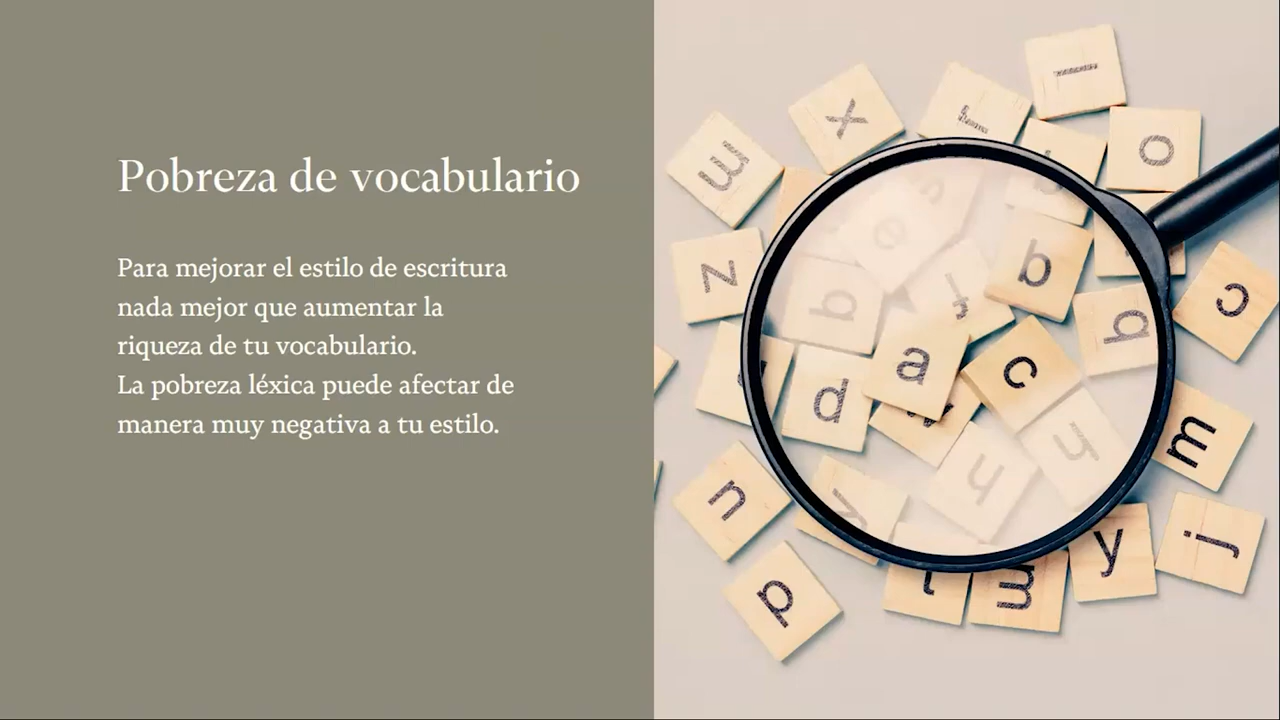 Pobreza de vocabulario
Para mejorar el estilo de escritura
nada mejor que aumentar la
riqueza de tu vocabulario.
La pobreza léxica puede afectar de
manera muy negativa a tu estilo.
x
l
o
z
b
b
c
a
c
d
m
n
y
j
p